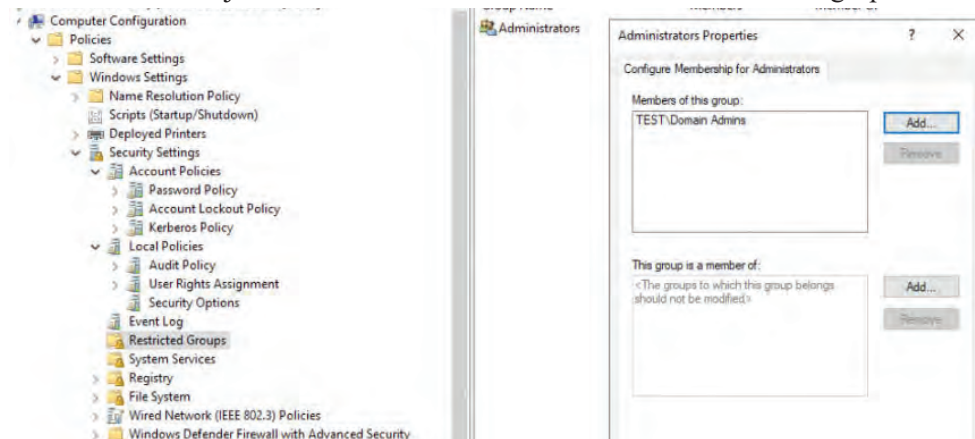 Computer Configuration
Policies
Software Settings
Windows Settings
Name Resolution Policy
Scripts (Startup/Shutdown)
Deployed Printers
Security Settings
Account Policies
Password Policy
Account Lockout Policy
Kerberos Policy
Local Policies
Audit Policy
User Rights Assignment
Security Options
Event Log
Restricted Groups
System Services
Registry
File System
Wired Network (IEEE 802.3) Policies
Windows Defender Firewall with Advanced Security
Administrators
Administrators Properties ? X
Configure Membership for Administrators
Members of this group:
TEST\Domain Admins
Add...
Remove
This group is a member of:
<The groups to which this group belongs
should not be modified>
Add...
Remove